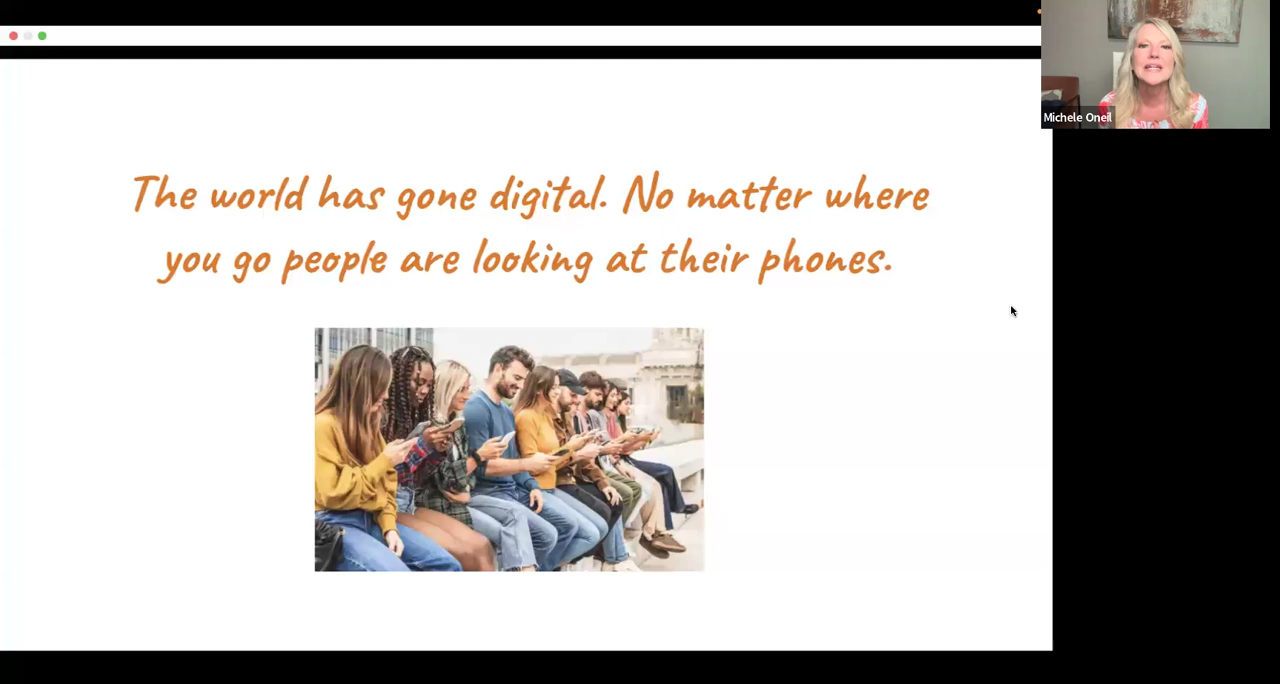 Michele Oneil
The world has gone digital. No matter where
you go people are looking at their phones.